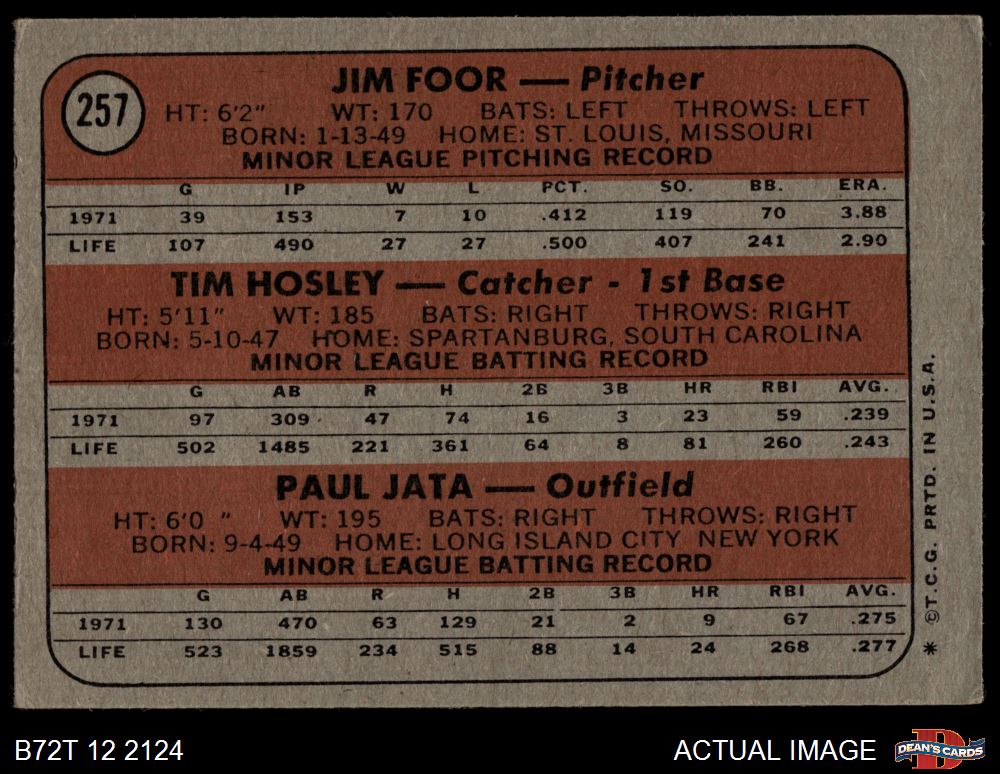 257
JIM FOOR — Pitcher
HT: 6'2" WT: 170 BATS: LEFT THROWS: LEFT
BORN: 1-13-49 HOME: ST. LOUIS, MISSOURI
MINOR LEAGUE PITCHING RECORD
G IP W L PCT. SO. BB. ERA.
1971 39 153 7 10 .412 119 70 3.88
LIFE 107 490 27 27 .500 407 241 2.90
TIM HOSLEY — Catcher - 1st Base
HT: 5'11" WT: 185 BATS: RIGHT THROWS: RIGHT
BORN: 5-10-47 HOME: SPARTANBURG, SOUTH CAROLINA
MINOR LEAGUE BATTING RECORD
G AB R H 2B 3B HR RBI AVG.
1971 97 309 47 74 16 3 23 59 .239
LIFE 502 1485 221 361 64 8 81 260 .243
PAUL JATA — Outfield
HT: 6'0 " WT: 195 BATS: RIGHT THROWS: RIGHT
BORN: 9-4-49 HOME: LONG ISLAND CITY NEW YORK
MINOR LEAGUE BATTING RECORD
G AB R H 2B 3B HR RBI AVG.
1971 130 470 63 129 21 2 9 67 .275
LIFE 523 1859 234 515 88 14 24 268 .277
* ©T.C.G. PRTD. IN U.S.A.
B72T 12 2124
ACTUAL IMAGE
D
DEAN'S CARDS